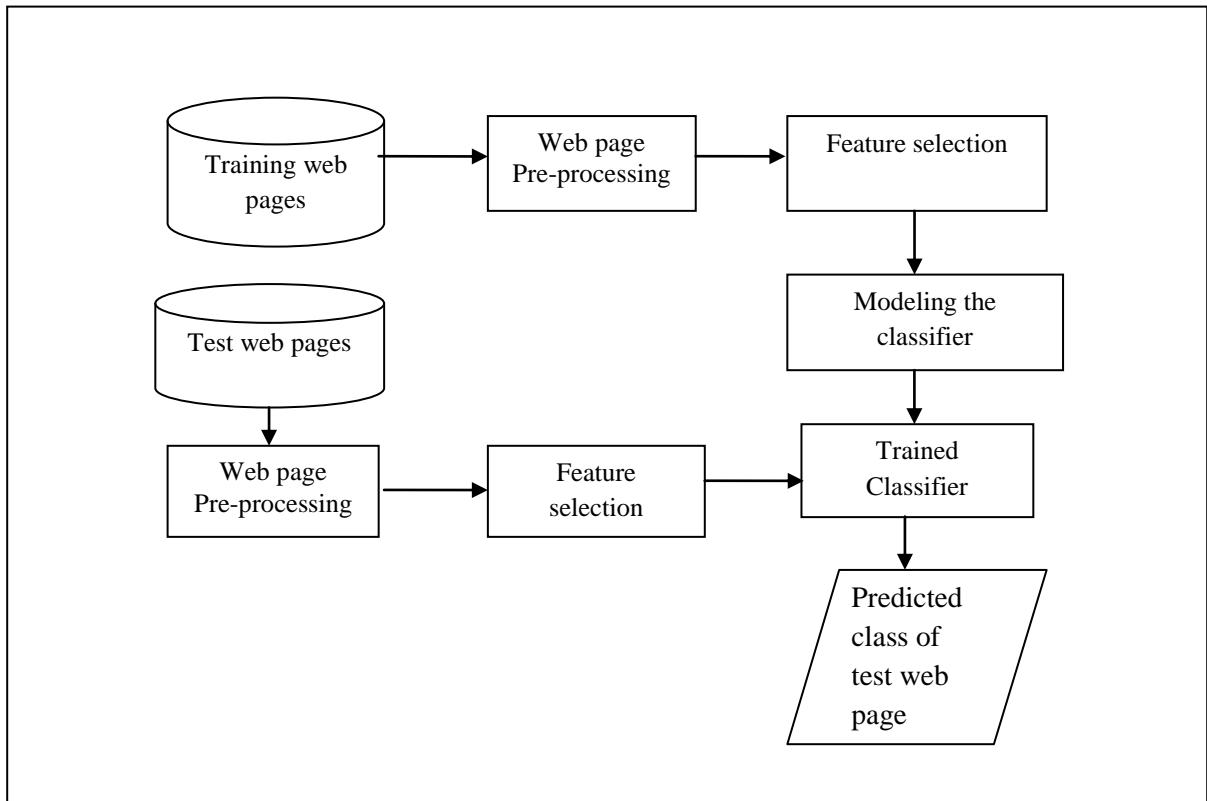 Training web
pages
Web page
Pre-processing
Feature selection
Modeling the
classifier
Test web pages
Web page
Pre-processing
Feature
selection
Trained
Classifier
Predicted
class of
test web
page